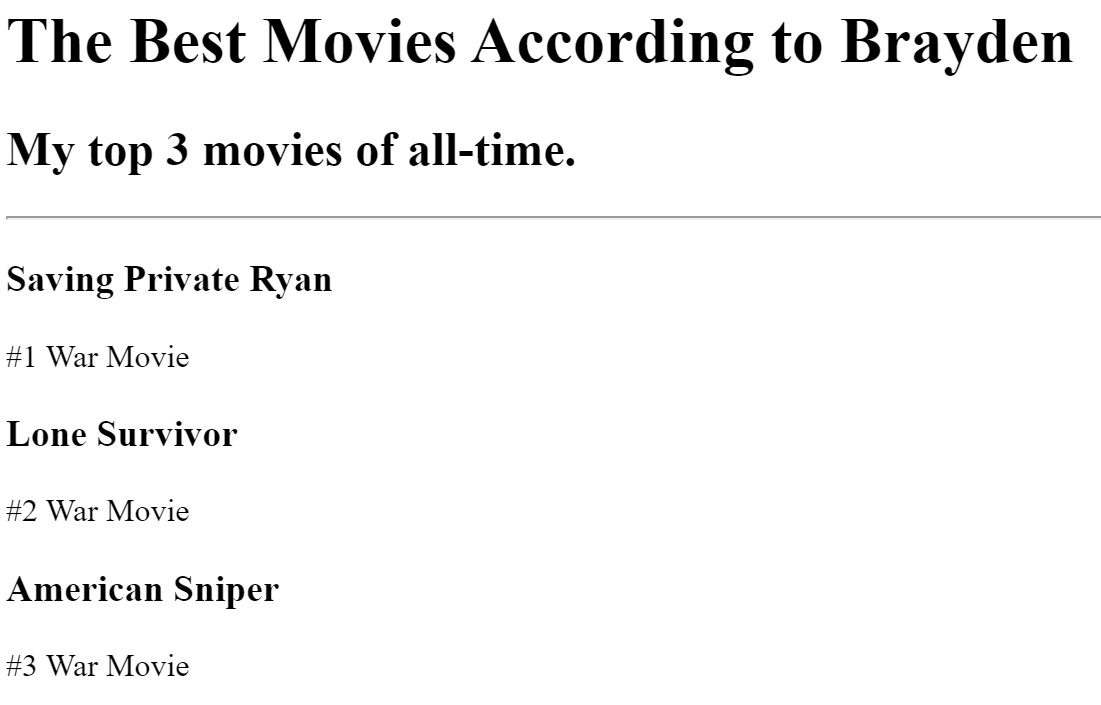 The Best Movies According to Brayden
My top 3 movies of all-time.
Saving Private Ryan
#1 War Movie
Lone Survivor
#2 War Movie
American Sniper
#3 War Movie